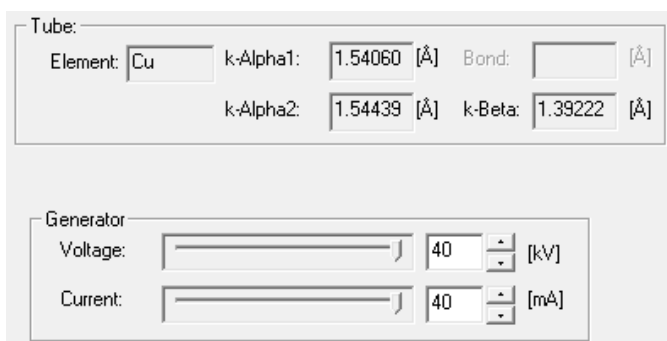 Tube:
Element: Cu k-Alpha1: 1.54060 [Å] Bond: [Å]
k-Alpha2: 1.54439 [Å] k-Beta: 1.39222 [Å]
Generator
Voltage: 40 [kV]
Current: 40 [mA]